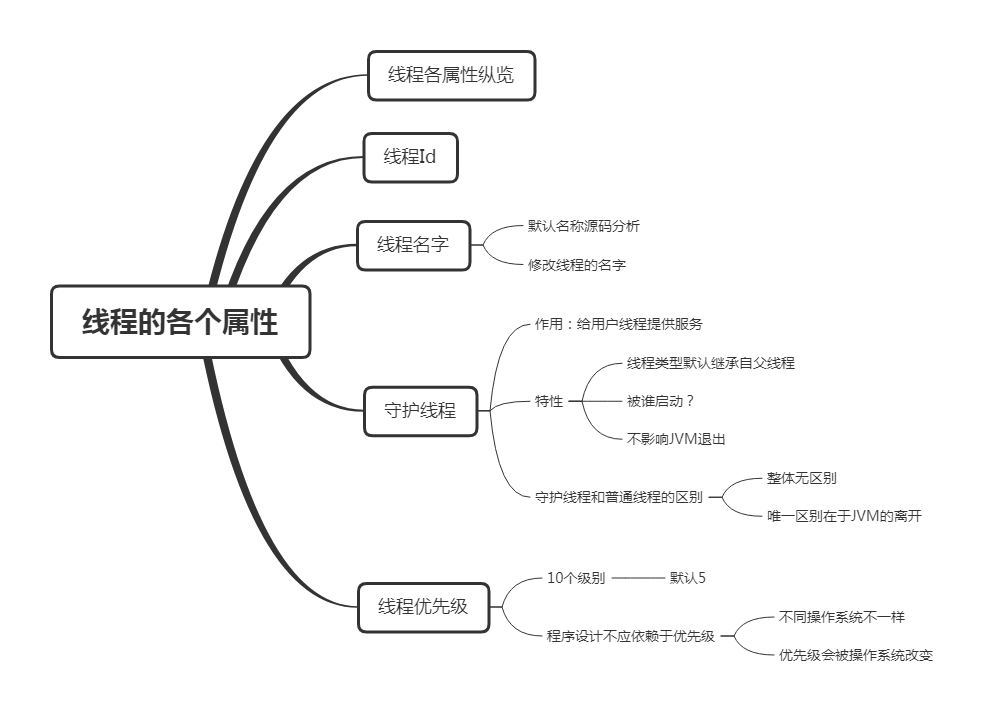 线程各属性纵览
线程Id
线程名字
默认名称源码分析
修改线程的名字
线程的各个属性
守护线程
作用：给用户线程提供服务
特性
线程类型默认继承自父线程
被谁启动？
不影响JVM退出
守护线程和普通线程的区别
整体无区别
唯一区别在于JVM的离开
线程优先级
10个级别
默认5
程序设计不应依赖于优先级
不同操作系统不一样
优先级会被操作系统改变